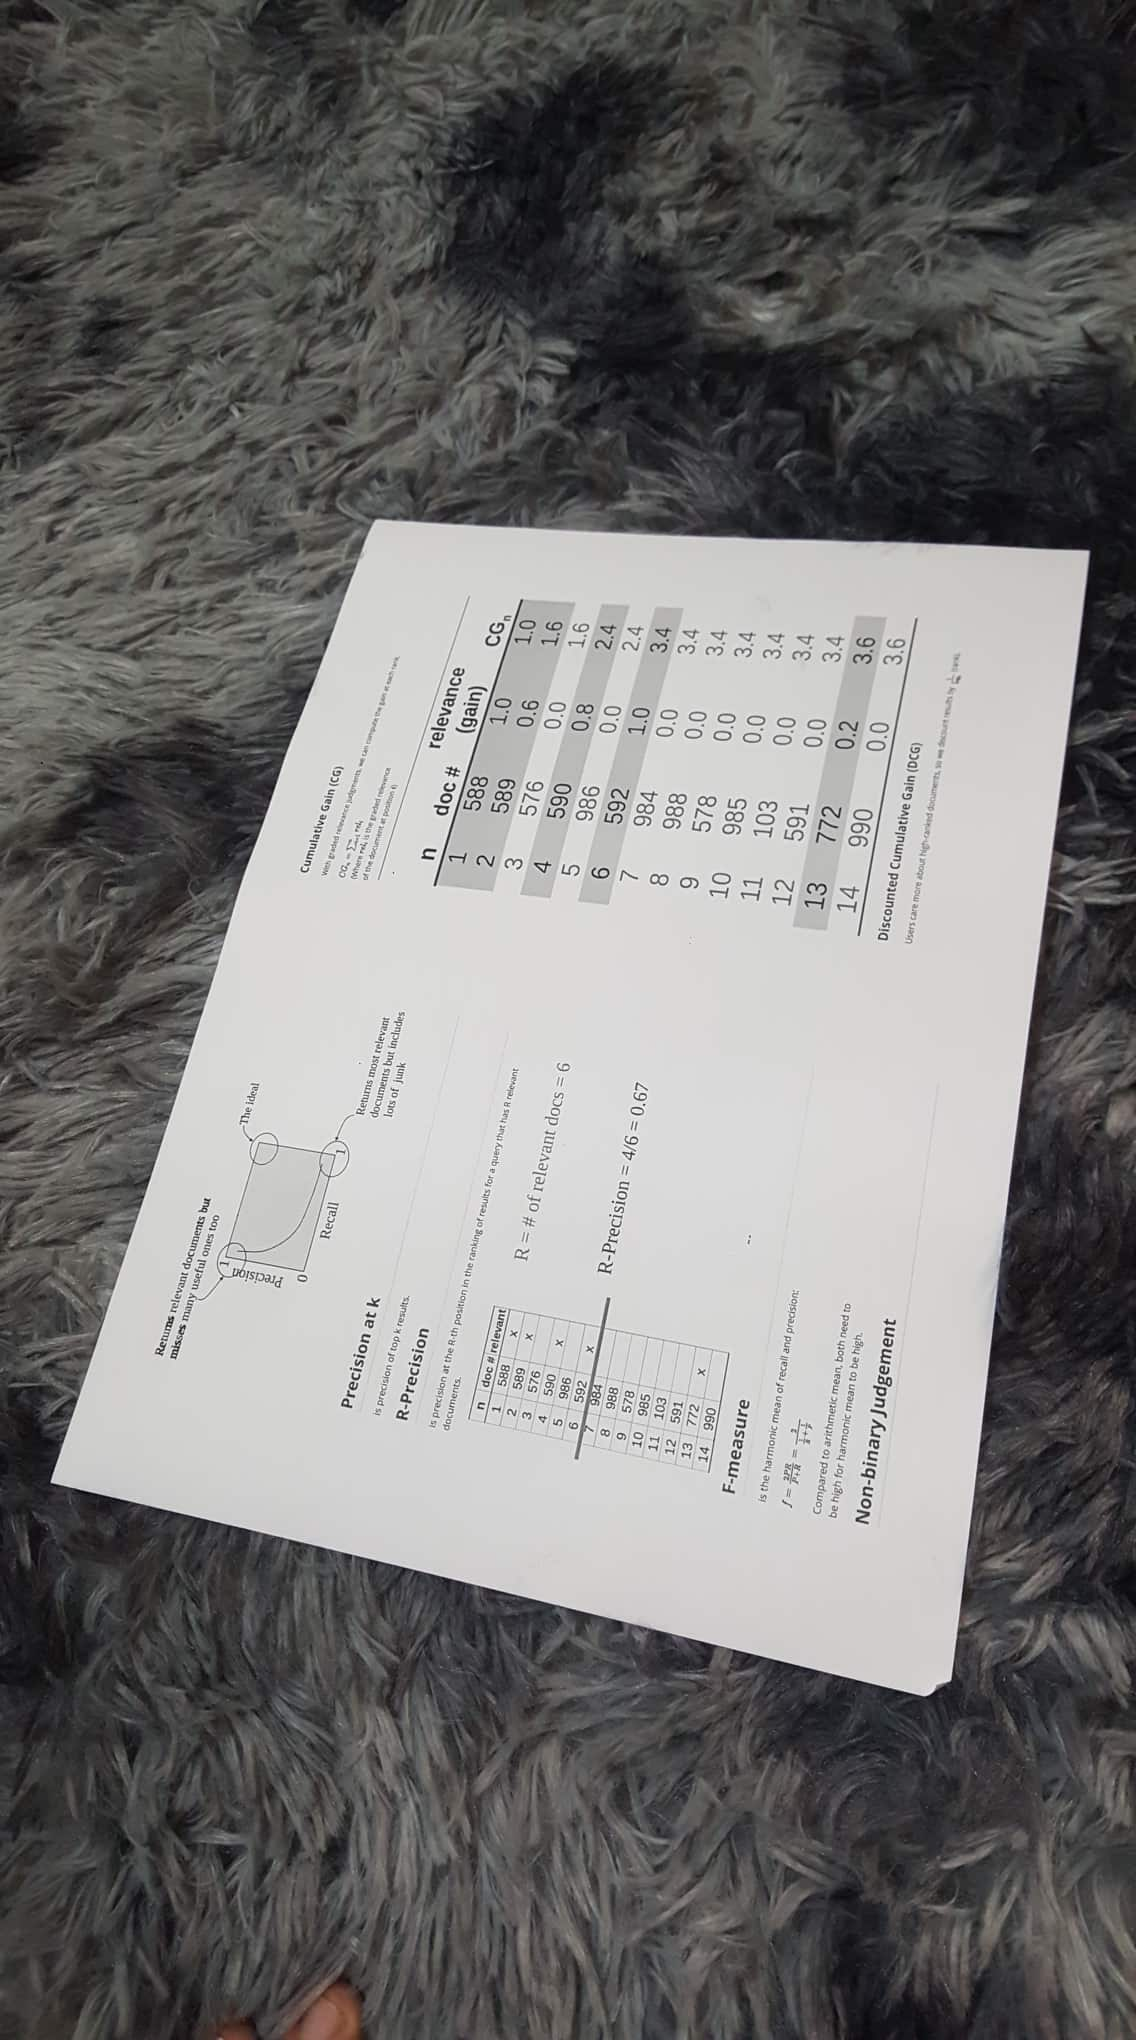 Returns relevant documents but
misses many useful ones too
The ideal
1
Precision
0
Recall
1
Returns most relevant
documents but includes
lots of junk
Precision at k
is precision of top k results.
R-Precision
is precision at the R-th position in the ranking of results for a query that has R relevant
documents.
n doc # relevant
1 588 x
2 589 x
3 576
4 590 x
5 986
6 592 x
7 984
8 988
9 578
10 985
11 103
12 591
13 772 x
14 990
R = # of relevant docs = 6
R-Precision = 4/6 = 0.67
F-measure
is the harmonic mean of recall and precision:
f = 2PR/P+R = 2/(1/R + 1/P)
Compared to arithmetic mean, both need to
be high for harmonic mean to be high.
Non-binary Judgement
Cumulative Gain (CG)
With graded relevance judgments, we can compute the gain at each rank.
(Where rel_i is the graded relevance
of the document at position i)
n doc # relevance (gain) CG_n
1 588 1.0 1.0
2 589 0.6 1.6
3 576 0.0 1.6
4 590 0.8 2.4
5 986 0.0 2.4
6 592 1.0 3.4
7 984 0.0 3.4
8 988 0.0 3.4
9 578 0.0 3.4
10 985 0.0 3.4
11 103 0.0 3.4
12 591 0.0 3.4
13 772 0.2 3.6
14 990 0.0 3.6
Discounted Cumulative Gain (DCG)
Users care more about high-ranked documents, so we discount results by